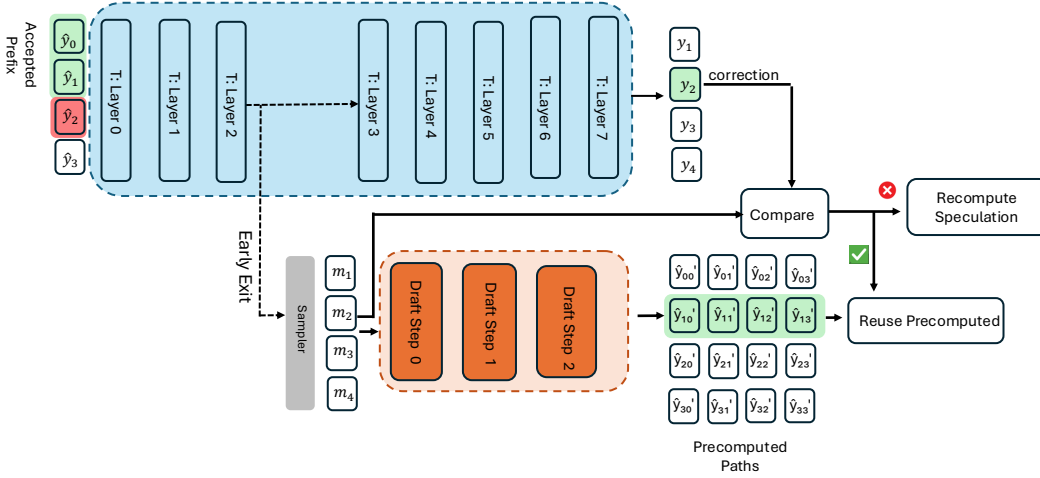 Accepted
Prefix
ŷ₀
ŷ₁
ŷ₂
ŷ₃
T: Layer 0
T: Layer 1
T: Layer 2
T: Layer 3
T: Layer 4
T: Layer 5
T: Layer 6
T: Layer 7
y₁
y₂
y₃
y₄
correction
Compare
Recompute
Speculation
Early Exit
Sampler
m₁
m₂
m₃
m₄
Draft Step 0
Draft Step 1
Draft Step 2
ŷ₀₀' ŷ₀₁' ŷ₀₂' ŷ₀₃'
ŷ₁₀' ŷ₁₁' ŷ₁₂' ŷ₁₃'
ŷ₂₀' ŷ₂₁' ŷ₂₂' ŷ₂₃'
ŷ₃₀' ŷ₃₁' ŷ₃₂' ŷ₃₃'
Reuse Precomputed
Precomputed
Paths